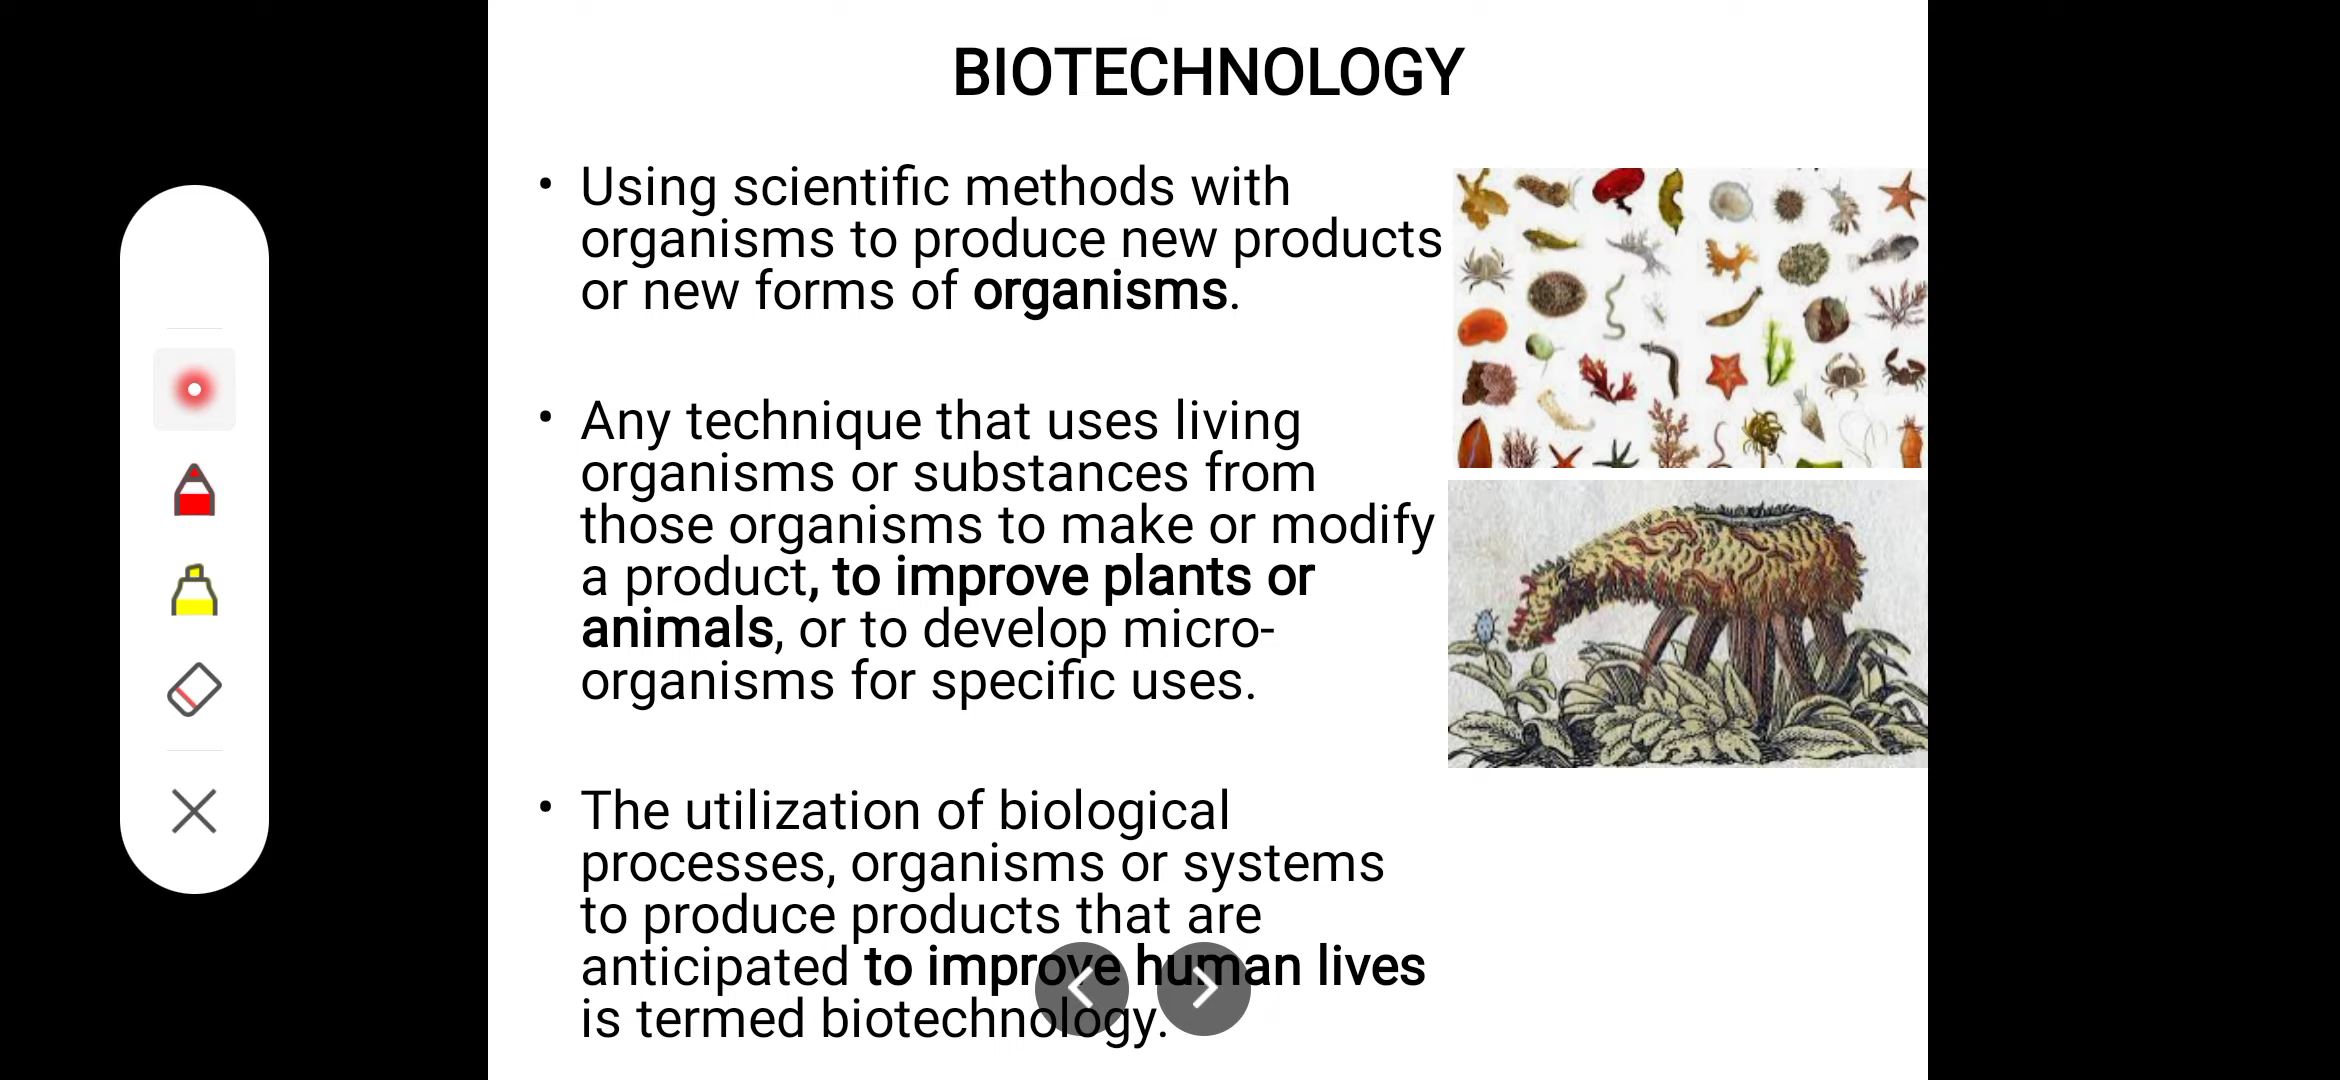 BIOTECHNOLOGY
• Using scientific methods with
organisms to produce new products
or new forms of organisms.
• Any technique that uses living
organisms or substances from
those organisms to make or modify
a product, to improve plants or
animals, or to develop micro-
organisms for specific uses.
• The utilization of biological
processes, organisms or systems
to produce products that are
anticipated to improve human lives
is termed biotechnology.